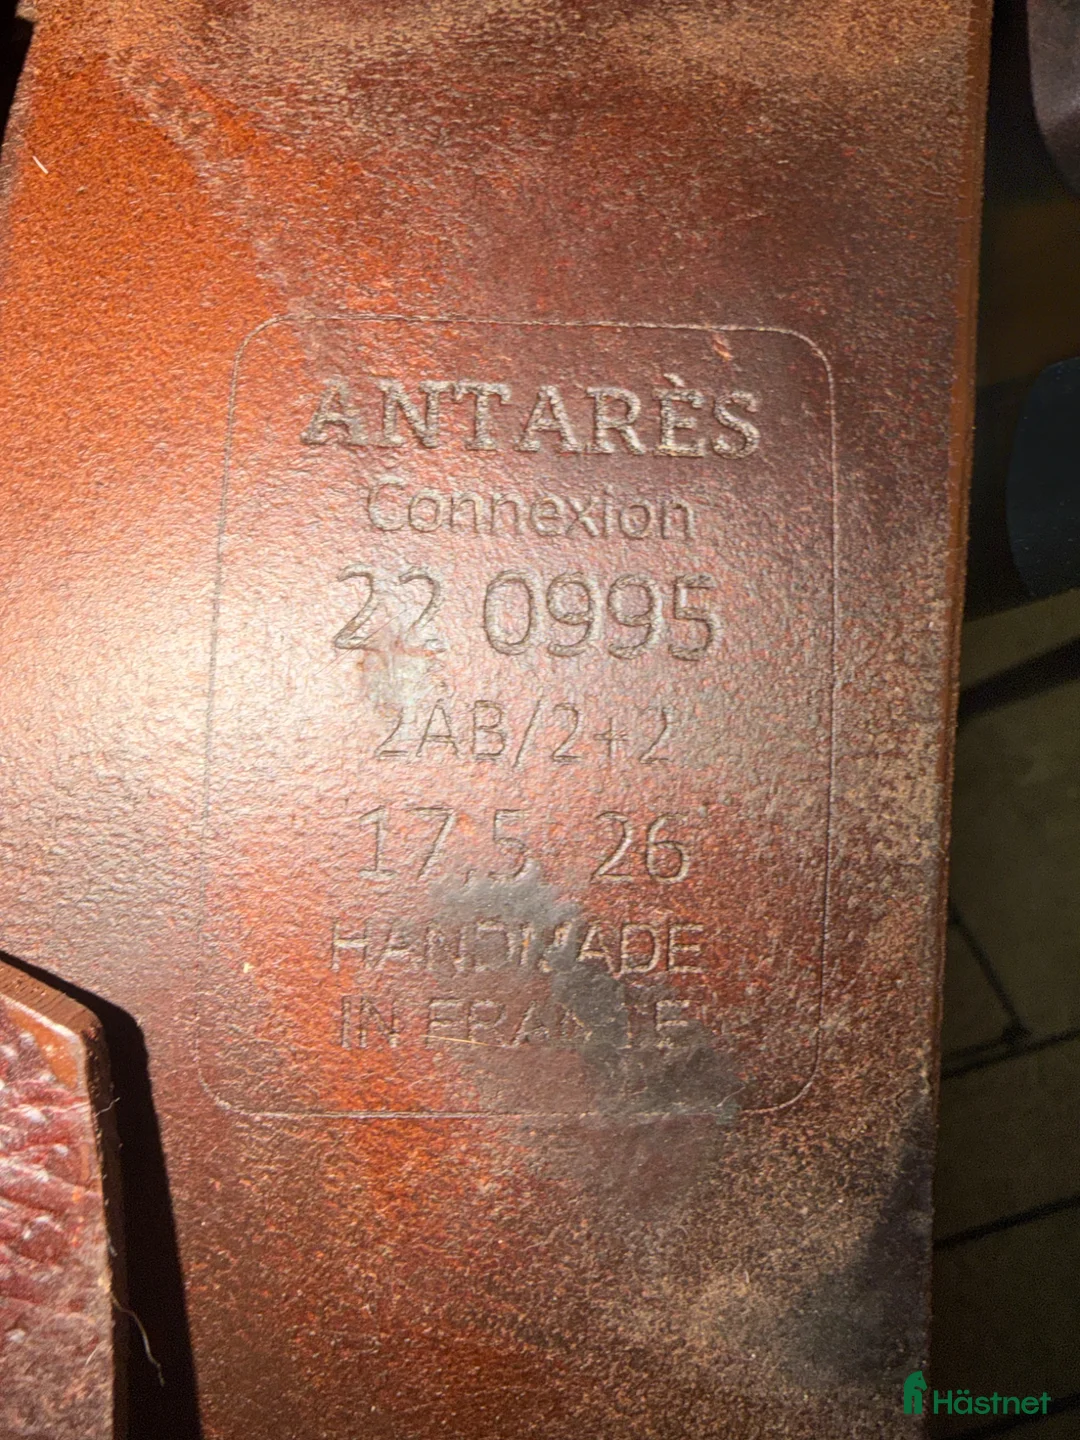 ANTARÈS
Connexion
22 0995
2AB/2+2
17,5 26
HANDMADE
IN FRANCE
Hästnet